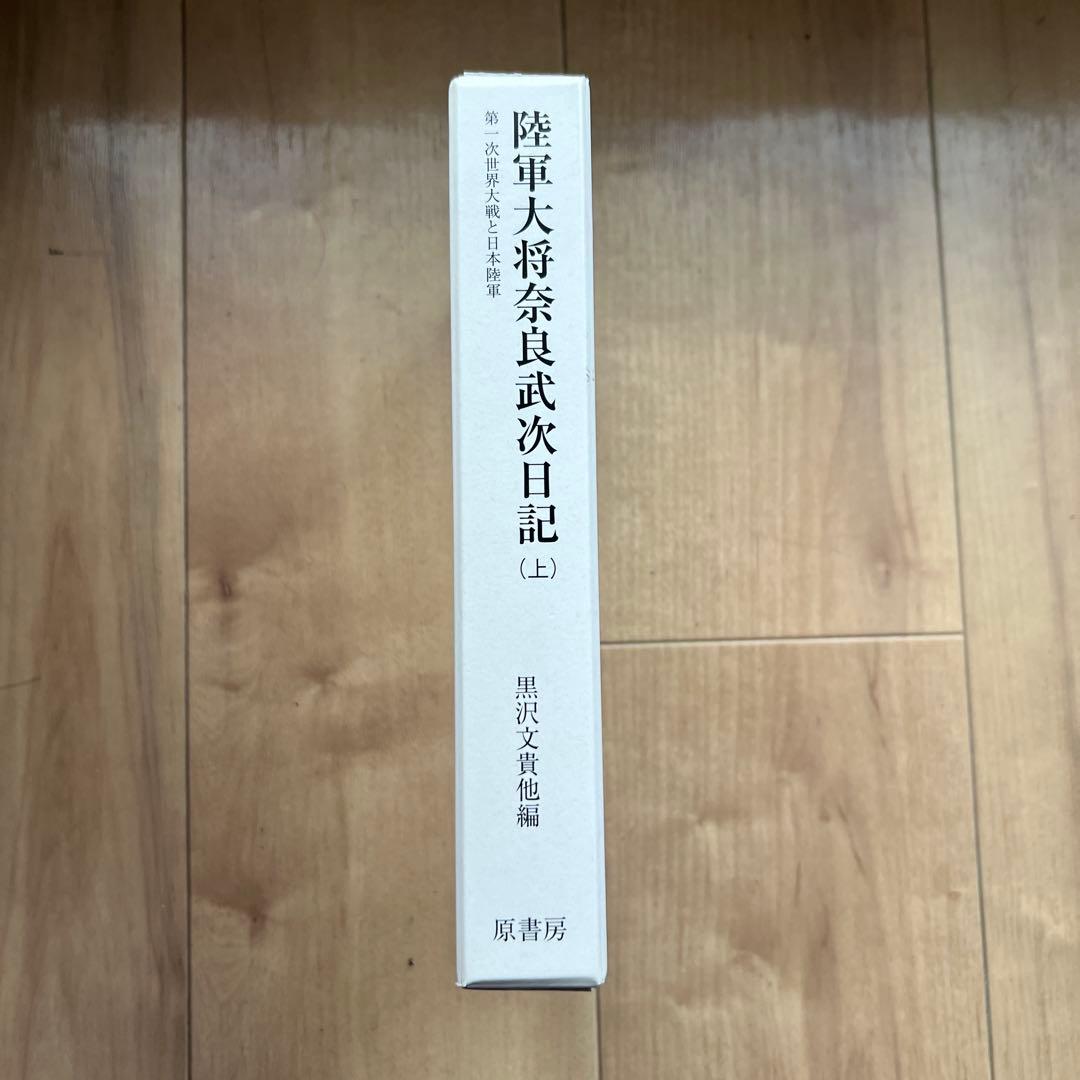 陸軍大将奈良武次日記(上)
第一次世界大戦と日本陸軍
黒沢文貴他編
原書房